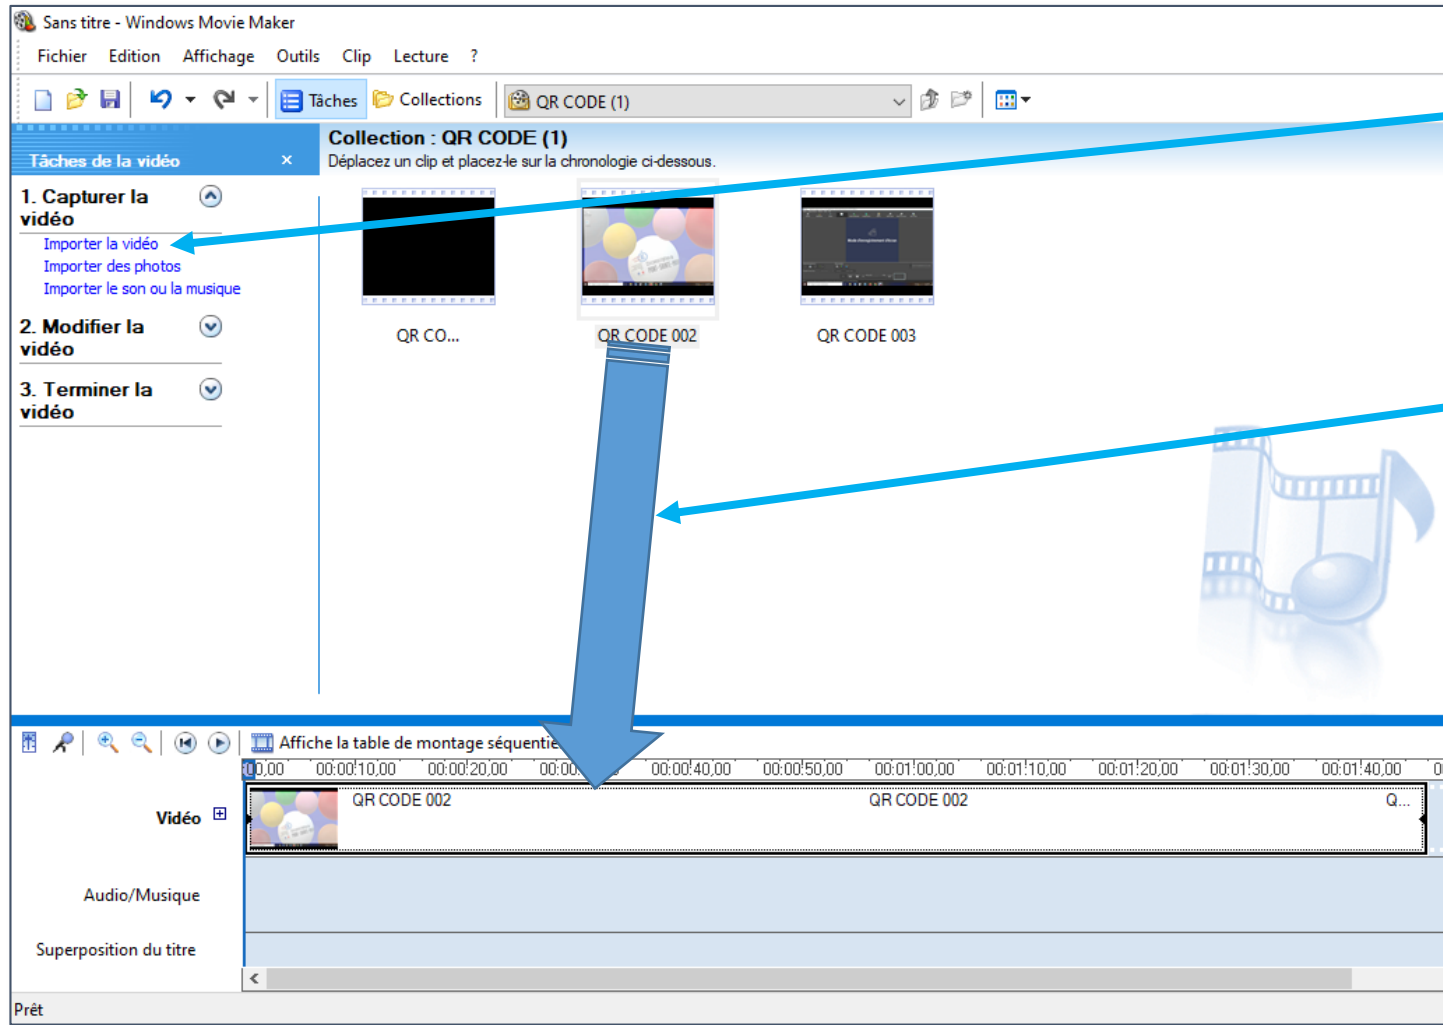 Sans titre - Windows Movie Maker
Fichier Edition Affichage Outils Clip Lecture ?
Tâches Collections QR CODE (1)
Tâches de la vidéo ×
Collection : QR CODE (1)
Déplacez un clip et placez-le sur la chronologie ci-dessous.
1. Capturer la
vidéo
Importer la vidéo
Importer des photos
Importer le son ou la musique
2. Modifier la
vidéo
3. Terminer la
vidéo
QR CO...
QR CODE 002
QR CODE 003
Affiche la table de montage séquentie
00:00:10,00 00:00:20,00 00:00:40,00 00:00:50,00 00:01:00,00 00:01:10,00 00:01:20,00 00:01:30,00 00:01:40,00
Vidéo
QR CODE 002 QR CODE 002 Q...
Audio/Musique
Superposition du titre
Prêt